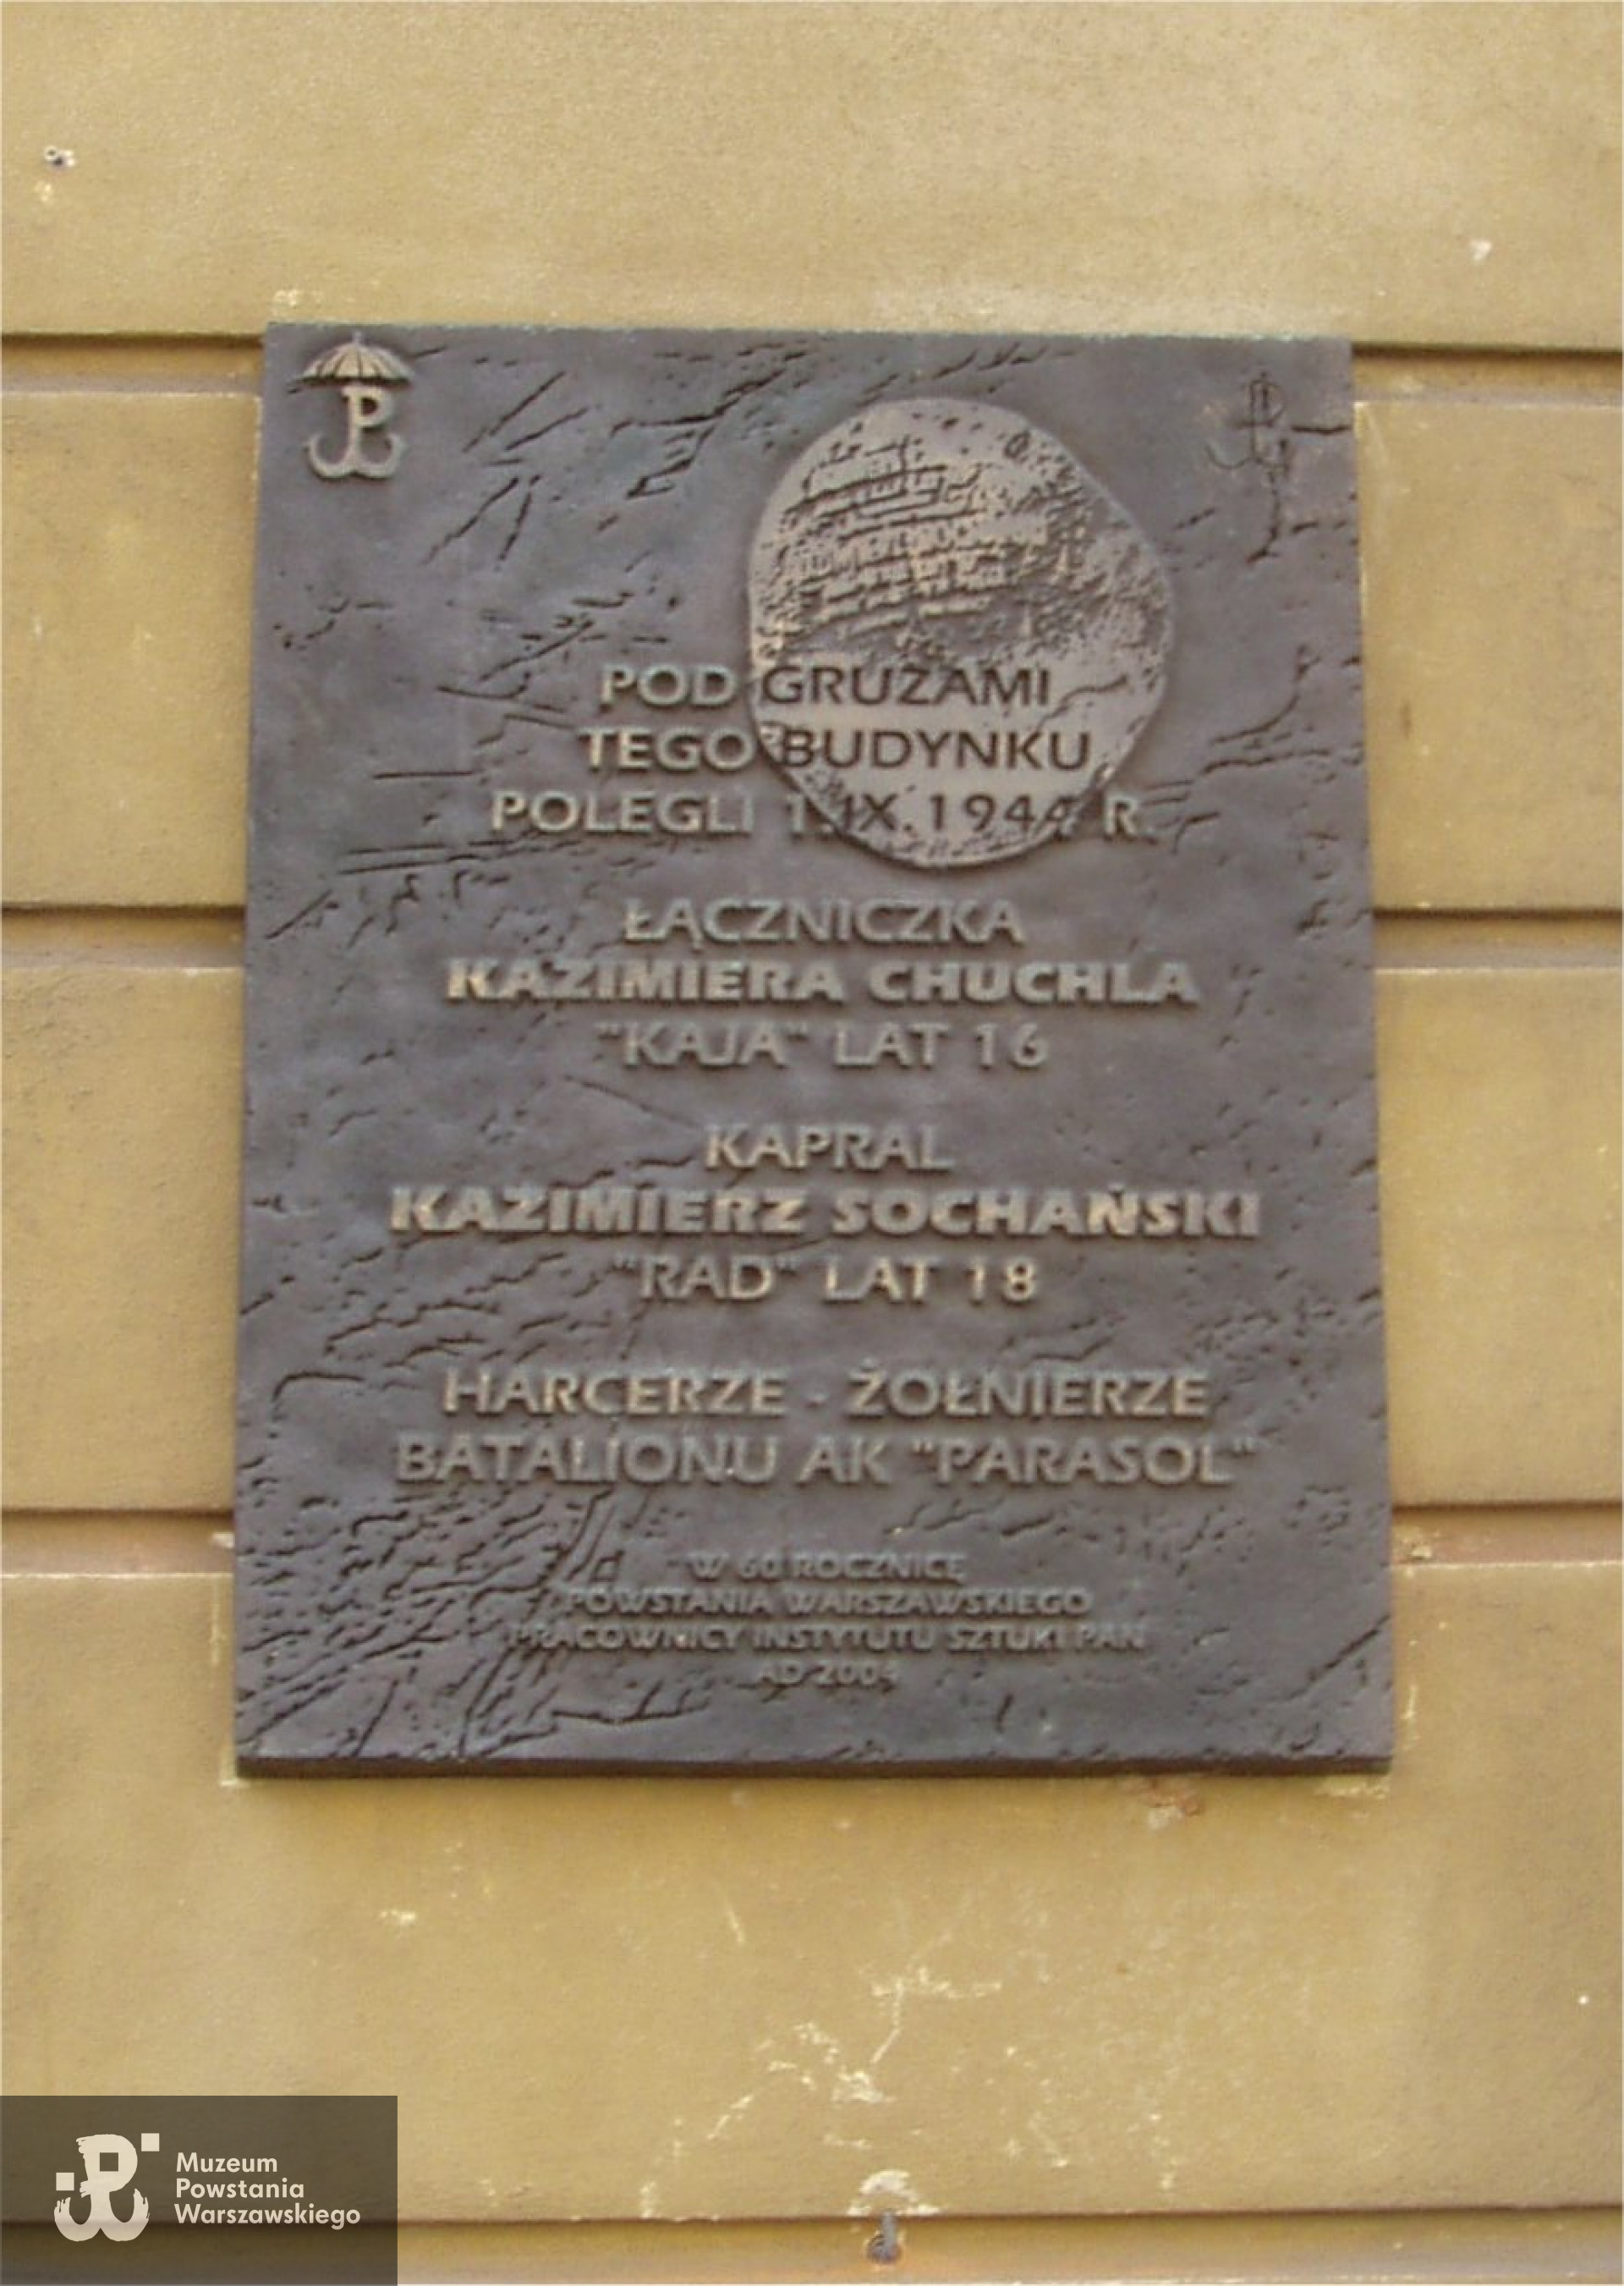 POD GRUZAMI
TEGO BUDYNKU
POLEGLI 1.IX.1944 R.
ŁĄCZNICZKA
KAZIMIERA CHUCHLA
"KAJA" LAT 16
KAPRAL
KAZIMIERZ SOCHAŃSKI
"RAD" LAT 18
HARCERZE - ŻOŁNIERZE
BATALIONU AK "PARASOL"
W 60 ROCZNICĘ
POWSTANIA WARSZAWSKIEGO
PRACOWNICY INSTYTUTU SZTUKI PAN
AD 2004
Muzeum
Powstania
Warszawskiego